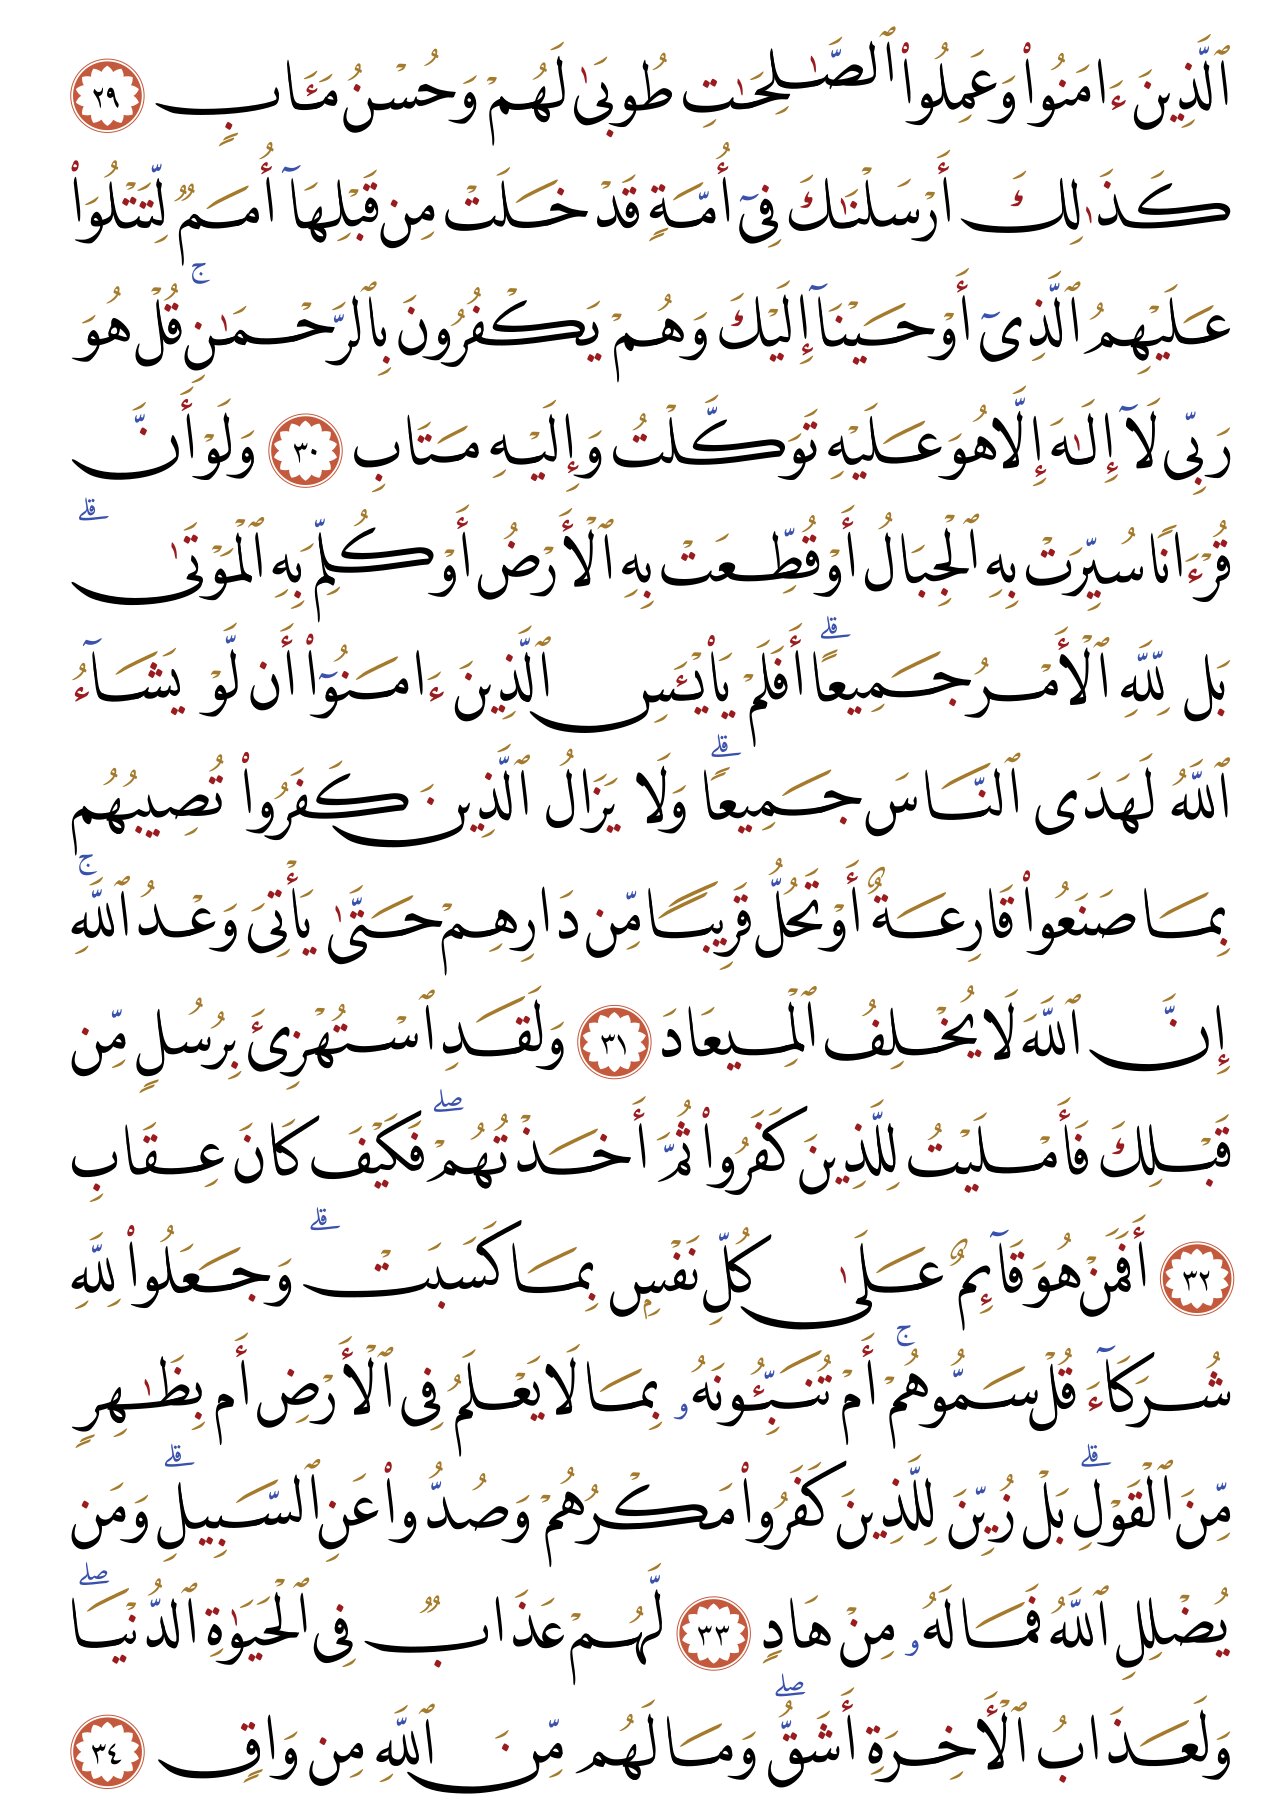 ٱلَّذِينَ ءَامَنُوا۟ وَعَمِلُوا۟ ٱلصَّـٰلِحَـٰتِ طُوبَىٰ لَهُمْ وَحُسْنُ مَـَٔابٍ ٢٩
كَذَٰلِكَ أَرْسَلْنَـٰكَ فِىٓ أُمَّةٍ قَدْ خَلَتْ مِن قَبْلِهَآ أُمَمٌ لِّتَتْلُوَا۟
عَلَيْهِمُ ٱلَّذِىٓ أَوْحَيْنَآ إِلَيْكَ وَهُمْ يَكْفُرُونَ بِٱلرَّحْمَـٰنِ ۚ قُلْ هُوَ
رَبِّى لَآ إِلَـٰهَ إِلَّا هُوَ عَلَيْهِ تَوَكَّلْتُ وَإِلَيْهِ مَتَابِ ٣٠ وَلَوْ أَنَّ
قُرْءَانًا سُيِّرَتْ بِهِ ٱلْجِبَالُ أَوْ قُطِّعَتْ بِهِ ٱلْأَرْضُ أَوْ كُلِّمَ بِهِ ٱلْمَوْتَىٰ ۗ
بَل لِّلَّهِ ٱلْأَمْرُ جَمِيعًا ۗ أَفَلَمْ يَا۟يْـَٔسِ ٱلَّذِينَ ءَامَنُوٓا۟ أَن لَّوْ يَشَآءُ
ٱللَّهُ لَهَدَى ٱلنَّاسَ جَمِيعًا ۗ وَلَا يَزَالُ ٱلَّذِينَ كَفَرُوا۟ تُصِيبُهُم
بِمَا صَنَعُوا۟ قَارِعَةٌ أَوْ تَحُلُّ قَرِيبًا مِّن دَارِهِمْ حَتَّىٰ يَأْتِىَ وَعْدُ ٱللَّهِ ۚ
إِنَّ ٱللَّهَ لَا يُخْلِفُ ٱلْمِيعَادَ ٣١ وَلَقَدِ ٱسْتُهْزِئَ بِرُسُلٍ مِّن
قَبْلِكَ فَأَمْلَيْتُ لِلَّذِينَ كَفَرُوا۟ ثُمَّ أَخَذْتُهُمْ ۖ فَكَيْفَ كَانَ عِقَابِ
٣٢ أَفَمَنْ هُوَ قَآئِمٌ عَلَىٰ كُلِّ نَفْسٍۭ بِمَا كَسَبَتْ ۗ وَجَعَلُوا۟ لِلَّهِ
شُرَكَآءَ قُلْ سَمُّوهُمْ ۚ أَمْ تُنَبِّـُٔونَهُۥ بِمَا لَا يَعْلَمُ فِى ٱلْأَرْضِ أَم بِظَـٰهِرٍ
مِّنَ ٱلْقَوْلِ ۗ بَلْ زُيِّنَ لِلَّذِينَ كَفَرُوا۟ مَكْرُهُمْ وَصُدُّوا۟ عَنِ ٱلسَّبِيلِ ۗ وَمَن
يُضْلِلِ ٱللَّهُ فَمَا لَهُۥ مِنْ هَادٍ ٣٣ لَّهُمْ عَذَابٌ فِى ٱلْحَيَوٰةِ ٱلدُّنْيَا ۖ
وَلَعَذَابُ ٱلْـَٔاخِرَةِ أَشَقُّ ۖ وَمَا لَهُم مِّنَ ٱللَّهِ مِن وَاقٍ ٣٤